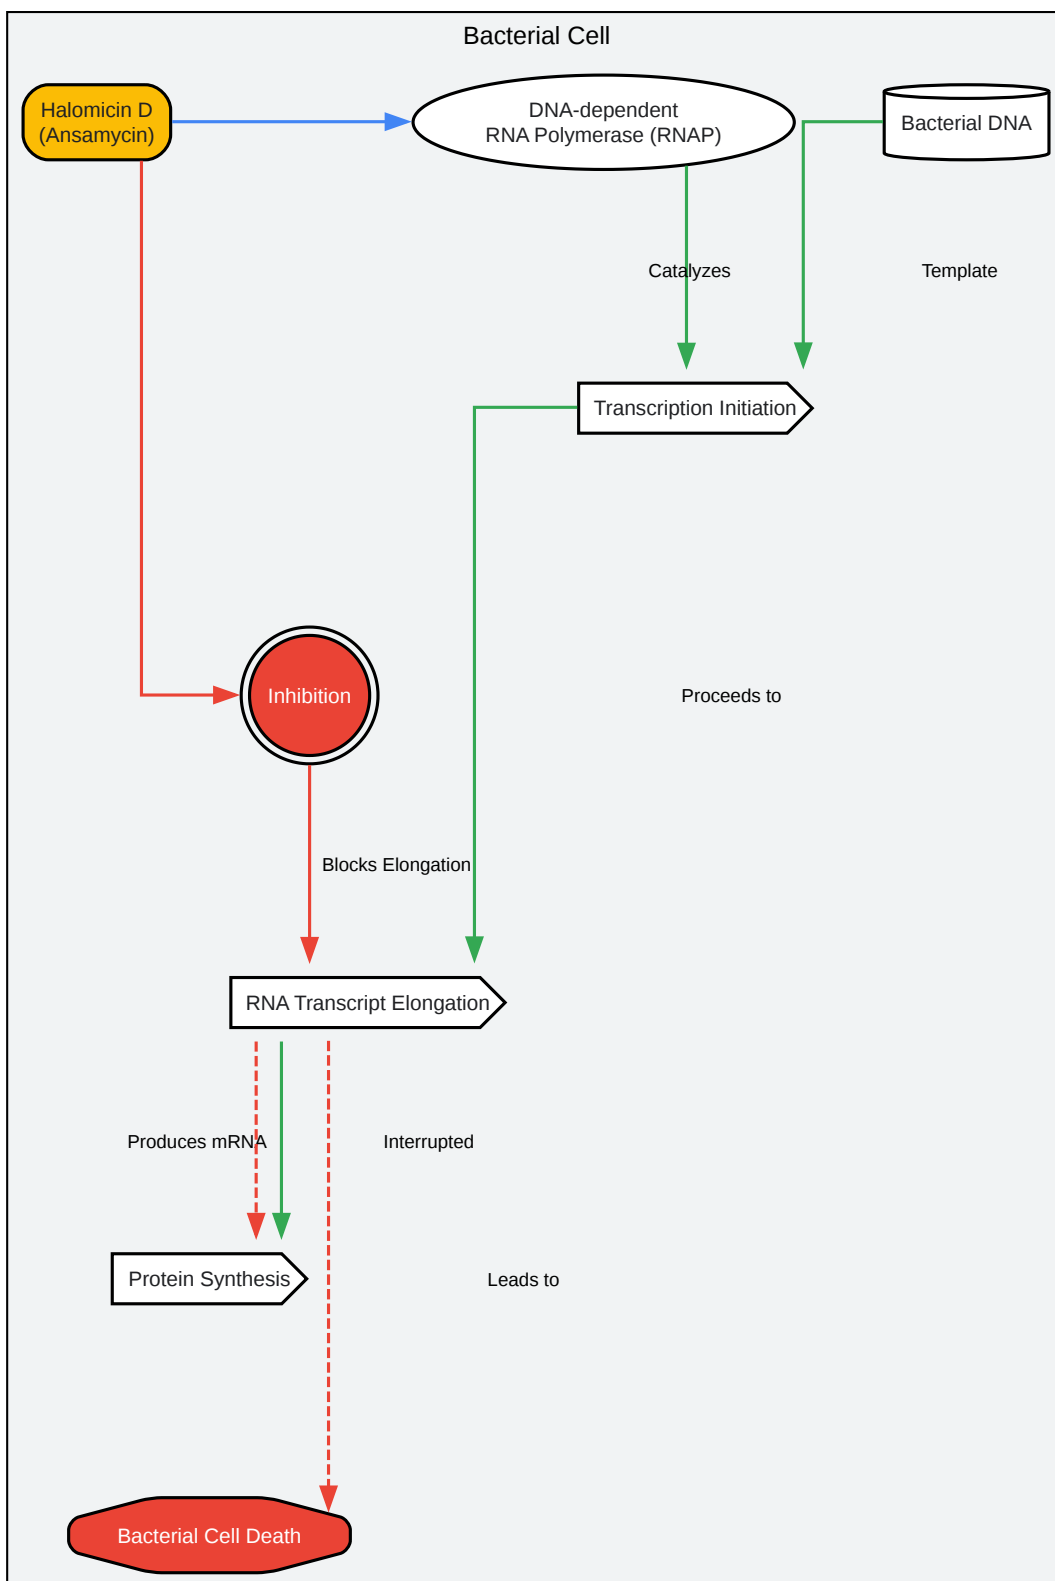 Bacterial Cell
Halomicin D
(Ansamycin)
DNA-dependent
RNA Polymerase (RNAP)
Bacterial DNA
Catalyzes
Template
Transcription Initiation
Inhibition
Proceeds to
Blocks Elongation
RNA Transcript Elongation
Produces mRNA
Interrupted
Protein Synthesis
Leads to
Bacterial Cell Death